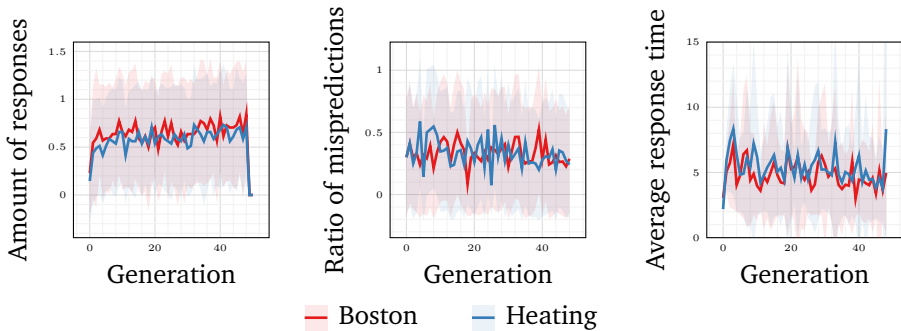 Amount of responses
1.5
1
0.5
0
0
20
40
Generation
Ratio of mispredictions
1
0.5
0
0
20
40
Generation
Average response time
15
10
5
0
0
20
40
Generation
Boston
Heating